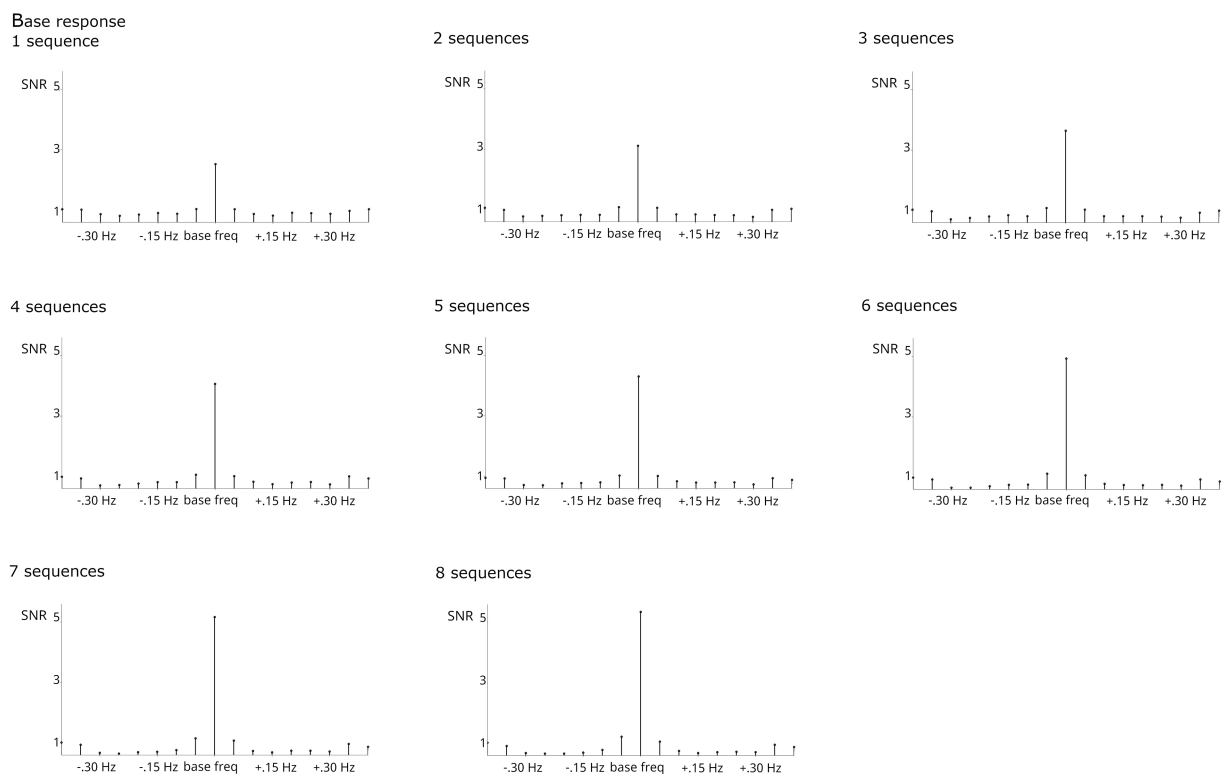 Base response
1 sequence
2 sequences
3 sequences
SNR 5
3
1
-.30 Hz -.15 Hz base freq +.15 Hz +.30 Hz
SNR 5
3
1
-.30 Hz -.15 Hz base freq +.15 Hz +.30 Hz
SNR 5
3
1
-.30 Hz -.15 Hz base freq +.15 Hz +.30 Hz
4 sequences
5 sequences
6 sequences
SNR 5
3
1
-.30 Hz -.15 Hz base freq +.15 Hz +.30 Hz
SNR 5
3
1
-.30 Hz -.15 Hz base freq +.15 Hz +.30 Hz
SNR 5
3
1
-.30 Hz -.15 Hz base freq +.15 Hz +.30 Hz
7 sequences
8 sequences
SNR 5
3
1
-.30 Hz -.15 Hz base freq +.15 Hz +.30 Hz
SNR 5
3
1
-.30 Hz -.15 Hz base freq +.15 Hz +.30 Hz